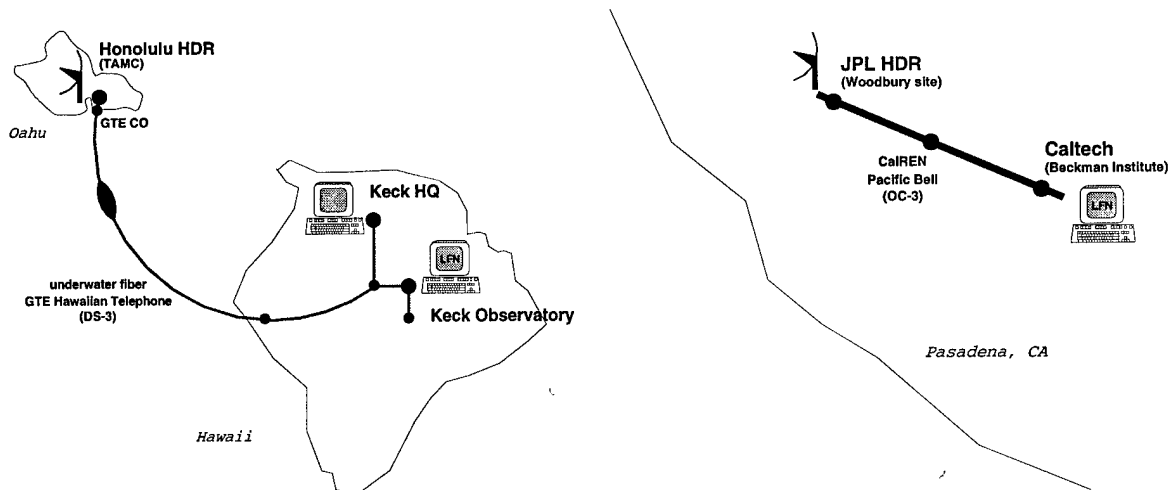 Honolulu HDR
(TAMC)
GTE CO
Oahu
Keck HQ
LFN
underwater fiber
GTE Hawaiian Telephone
(DS-3)
Keck Observatory
Hawaii
JPL HDR
(Woodbury site)
CalREN
Pacific Bell
(OC-3)
Caltech
(Beckman Institute)
LFN
Pasadena, CA